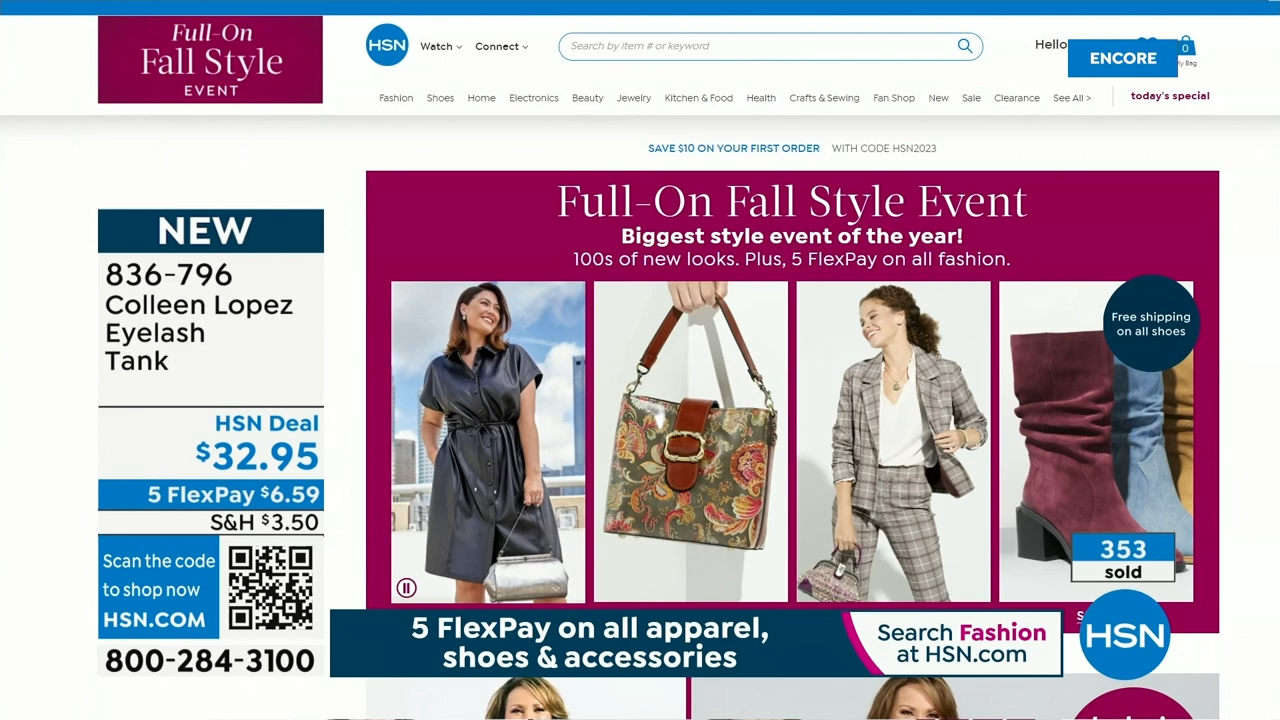 Full-On
Fall Style
EVENT
HSN
Watch
Connect
Search by item # or keyword
Hello
ENCORE
0
Bag
Fashion
Shoes
Home
Electronics
Beauty
Jewelry
Kitchen & Food
Health
Crafts & Sewing
Fan Shop
New
Sale
Clearance
See All >
today's special
SAVE $10 ON YOUR FIRST ORDER WITH CODE HSN2023
Full-On Fall Style Event
Biggest style event of the year!
100s of new looks. Plus, 5 FlexPay on all fashion.
Free shipping
on all shoes
NEW
836-796
Colleen Lopez
Eyelash
Tank
HSN Deal
$32.95
5 FlexPay $6.59
S&H $3.50
Scan the code
to shop now
HSN.COM
800-284-3100
353
sold
5 FlexPay on all apparel,
shoes & accessories
Search Fashion
at HSN.com
HSN